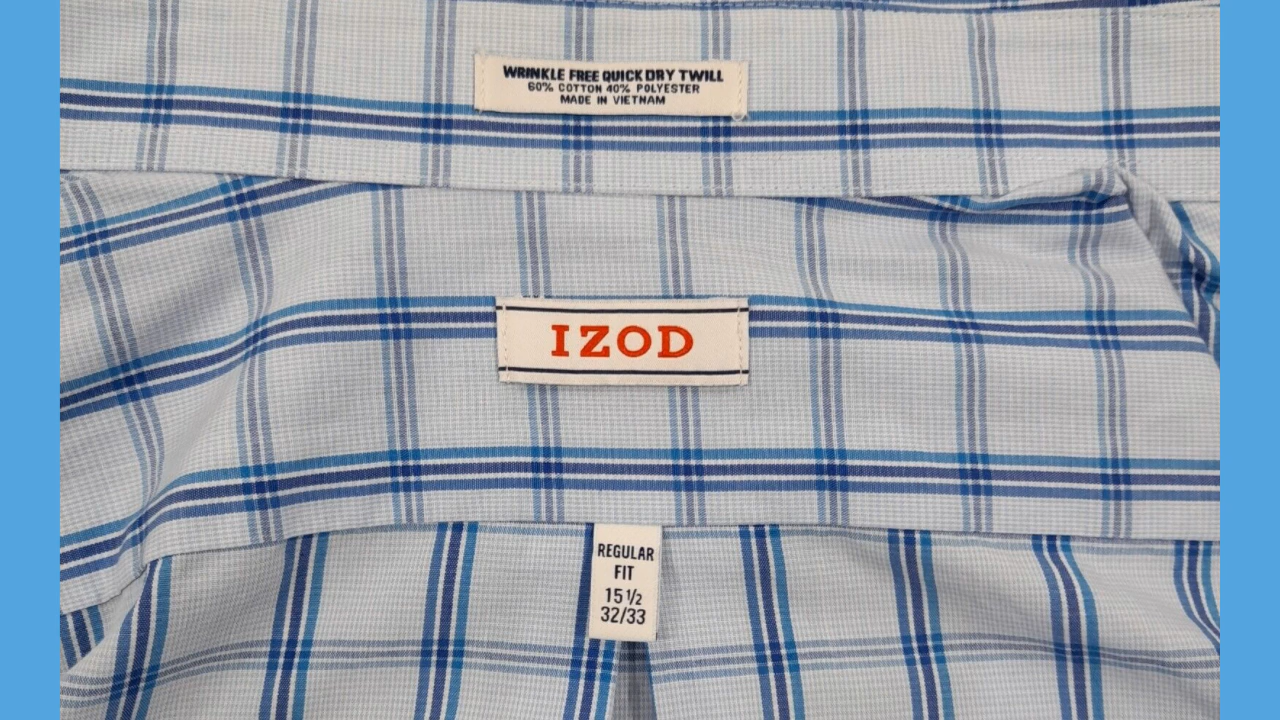 WRINKLE FREE QUICK DRY TWILL
60% COTTON 40% POLYESTER
MADE IN VIETNAM
IZOD
REGULAR
FIT
15 1/2
32/33